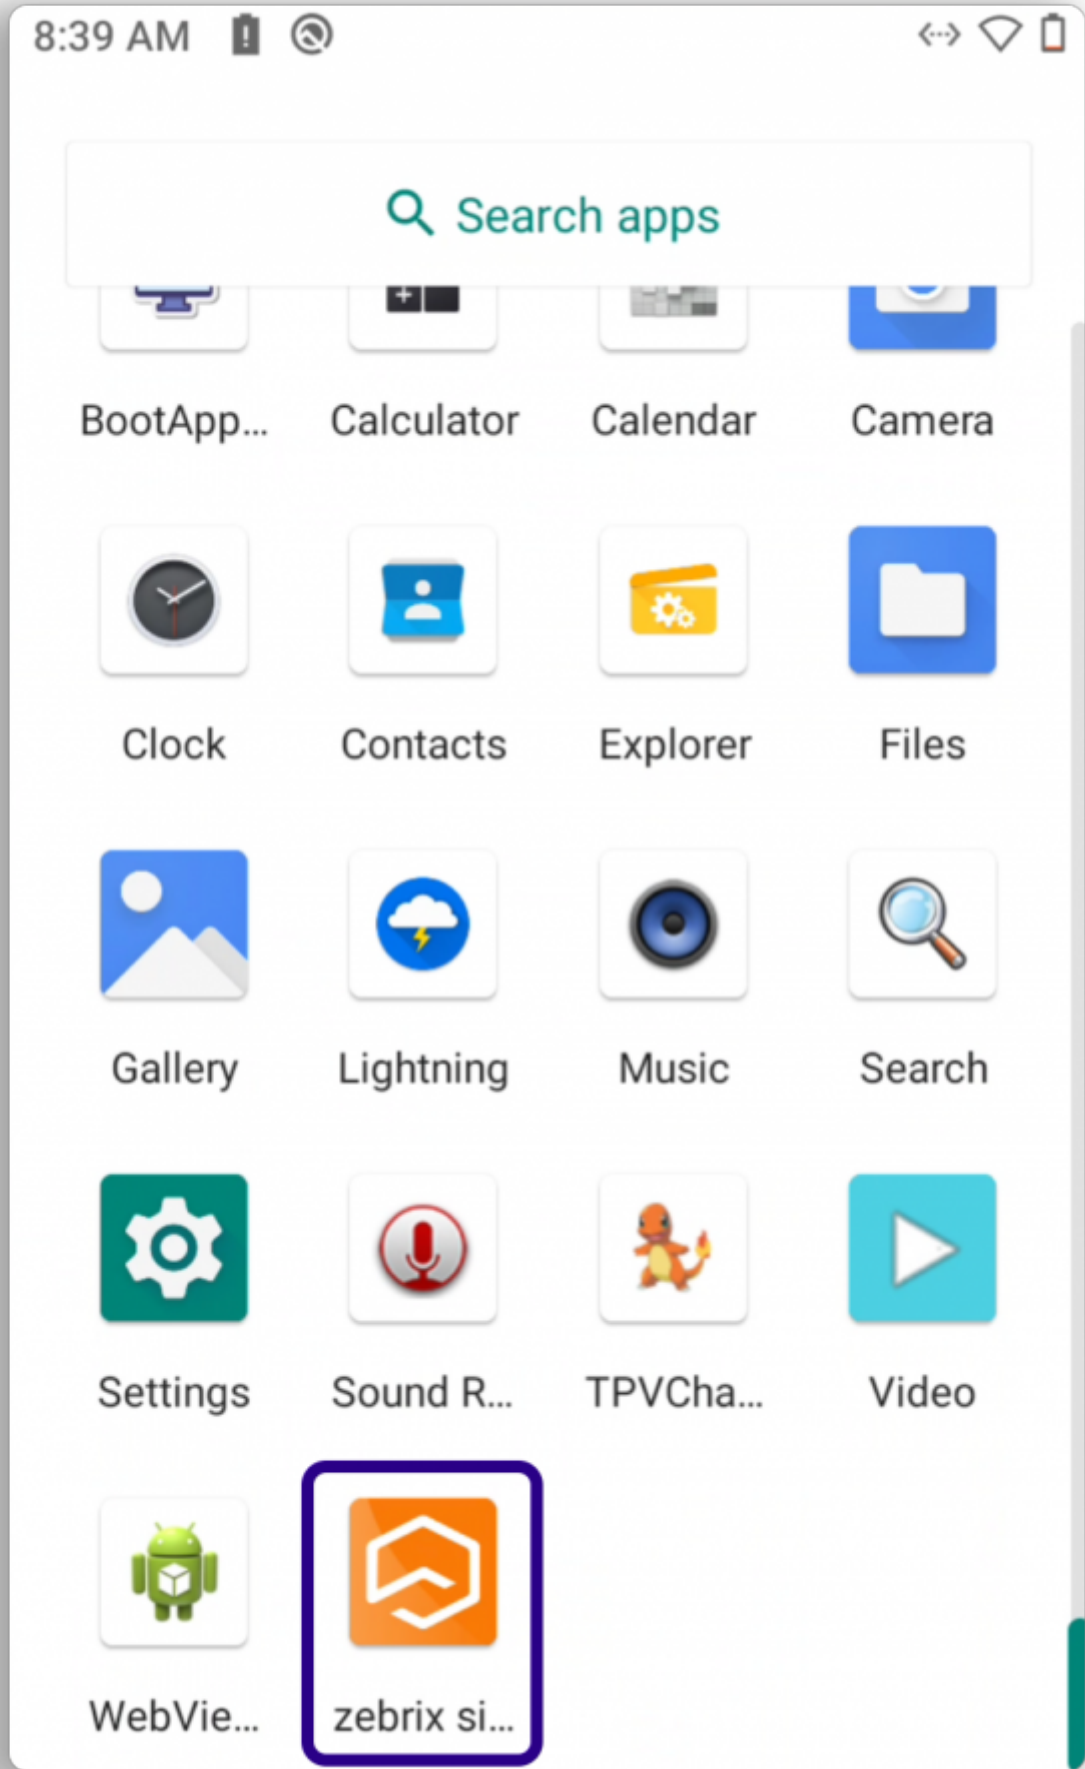 8:39 AM
Search apps
BootApp... Calculator Calendar Camera
Clock Contacts Explorer Files
Gallery Lightning Music Search
Settings Sound R... TPVCha... Video
WebVie... zebrix si...